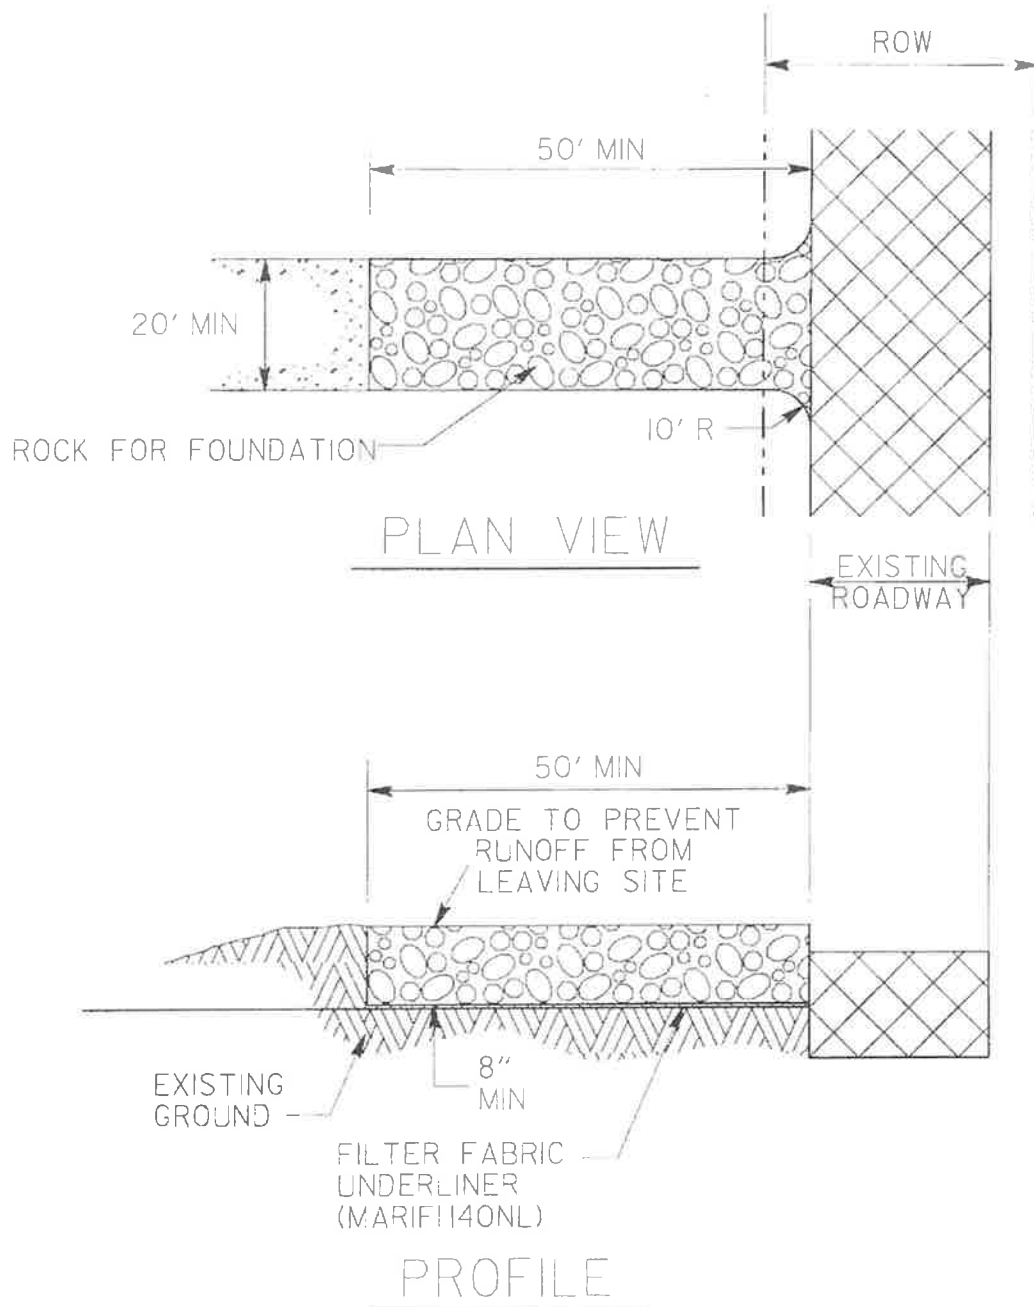 ROW
50' MIN
20' MIN
ROCK FOR FOUNDATION
10' R
PLAN VIEW
EXISTING
ROADWAY
50' MIN
GRADE TO PREVENT
RUNOFF FROM
LEAVING SITE
8"
MIN
EXISTING
GROUND
FILTER FABRIC
UNDERLINER
PROFILE